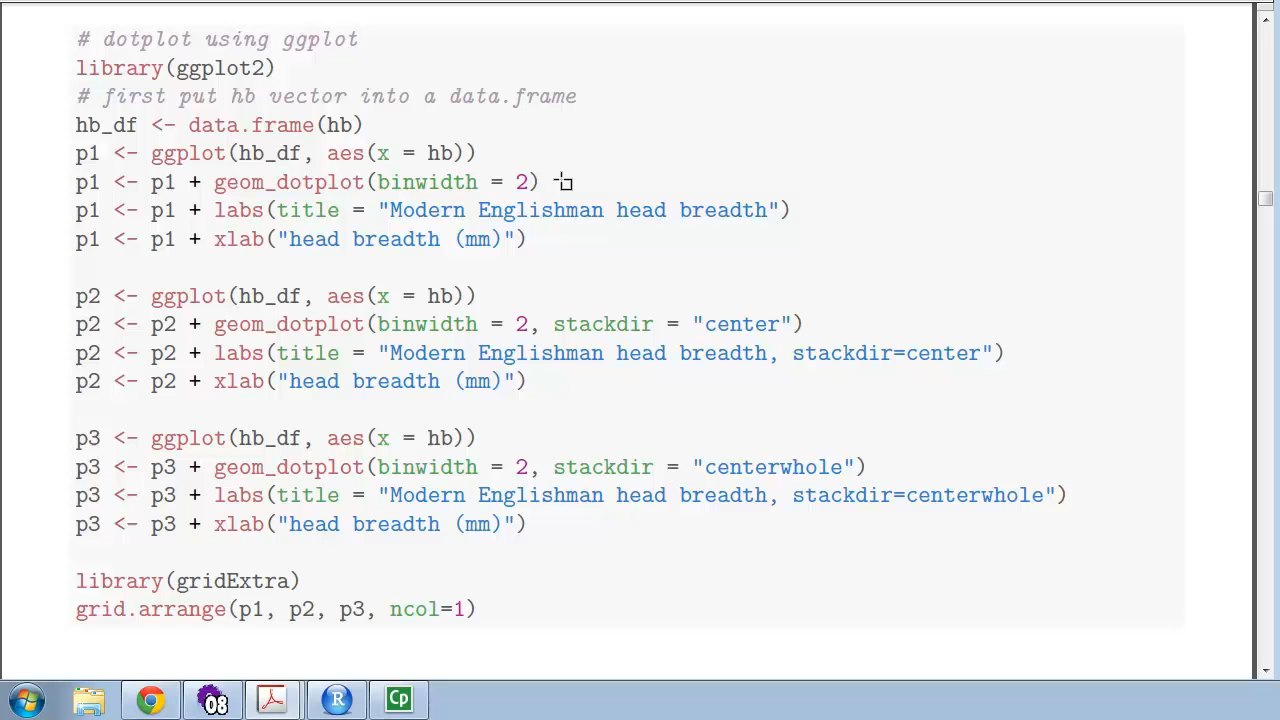 # dotplot using ggplot
library(ggplot2)
# first put hb vector into a data.frame
hb_df <- data.frame(hb)
p1 <- ggplot(hb_df, aes(x = hb))
p1 <- p1 + geom_dotplot(binwidth = 2)
p1 <- p1 + labs(title = "Modern Englishman head breadth")
p1 <- p1 + xlab("head breadth (mm)")
p2 <- ggplot(hb_df, aes(x = hb))
p2 <- p2 + geom_dotplot(binwidth = 2, stackdir = "center")
p2 <- p2 + labs(title = "Modern Englishman head breadth, stackdir=center")
p2 <- p2 + xlab("head breadth (mm)")
p3 <- ggplot(hb_df, aes(x = hb))
p3 <- p3 + geom_dotplot(binwidth = 2, stackdir = "centerwhole")
p3 <- p3 + labs(title = "Modern Englishman head breadth, stackdir=centerwhole")
p3 <- p3 + xlab("head breadth (mm)")
library(gridExtra)
grid.arrange(p1, p2, p3, ncol=1)
08 R Cp